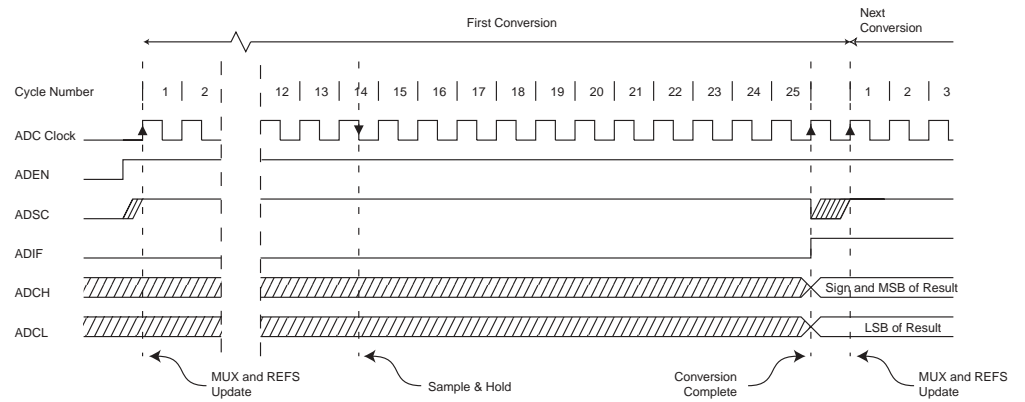 Next
Conversion
First Conversion
Cycle Number 1 2 12 13 14 15 16 17 18 19 20 21 22 23 24 25 1 2 3
ADC Clock
ADEN
ADSC
ADIF
ADCH Sign and MSB of Result
ADCL LSB of Result
MUX and REFS
Update
Sample & Hold
Conversion
Complete
MUX and REFS
Update